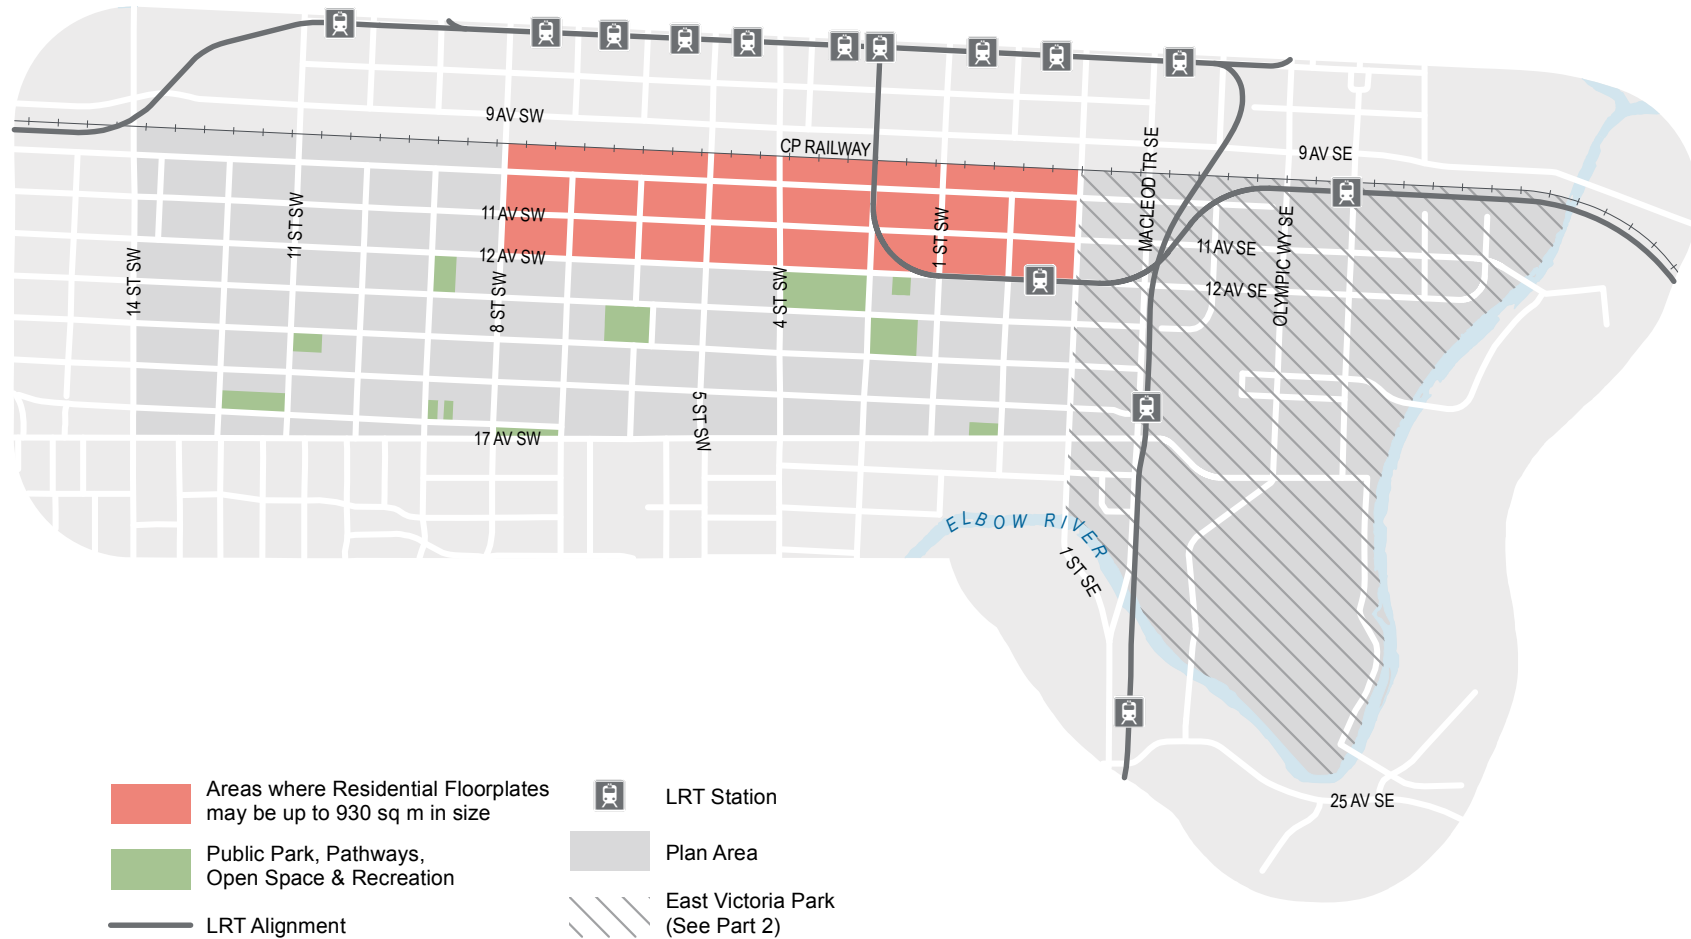 9 AV SW
CP RAILWAY
MACLEOD TR SE
9 AV SE
11 ST SW
11 AV SW
1 ST SW
OLYMPIC WY SE
11 AV SE
14 ST SW
12 AV SW
8 ST SW
4 ST SW
12 AV SE
5 ST SW
17 AV SW
ELBOW RIVER
1 ST SE
25 AV SE
Areas where Residential Floorplates
may be up to 930 sq m in size
Public Park, Pathways,
Open Space & Recreation
LRT Alignment
LRT Station
Plan Area
East Victoria Park
(See Part 2)